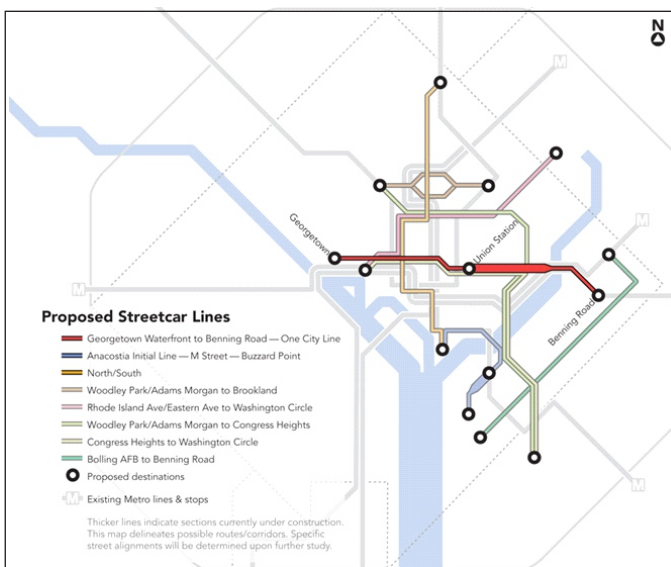 N
Georgetown
Union Station
Benning Road
Proposed Streetcar Lines
Georgetown Waterfront to Benning Road — One City Line
Anacostia Initial Line — M Street — Buzzard Point
North/South
Woodley Park/Adams Morgan to Brookland
Rhode Island Ave/Eastern Ave to Washington Circle
Woodley Park/Adams Morgan to Congress Heights
Congress Heights to Washington Circle
Bolling AFB to Benning Road
Proposed destinations
M Existing Metro lines & stops
Thicker lines indicate sections currently under construction.
This map delineates possible routes/corridors. Specific
street alignments will be determined upon further study.
M
M
M
M